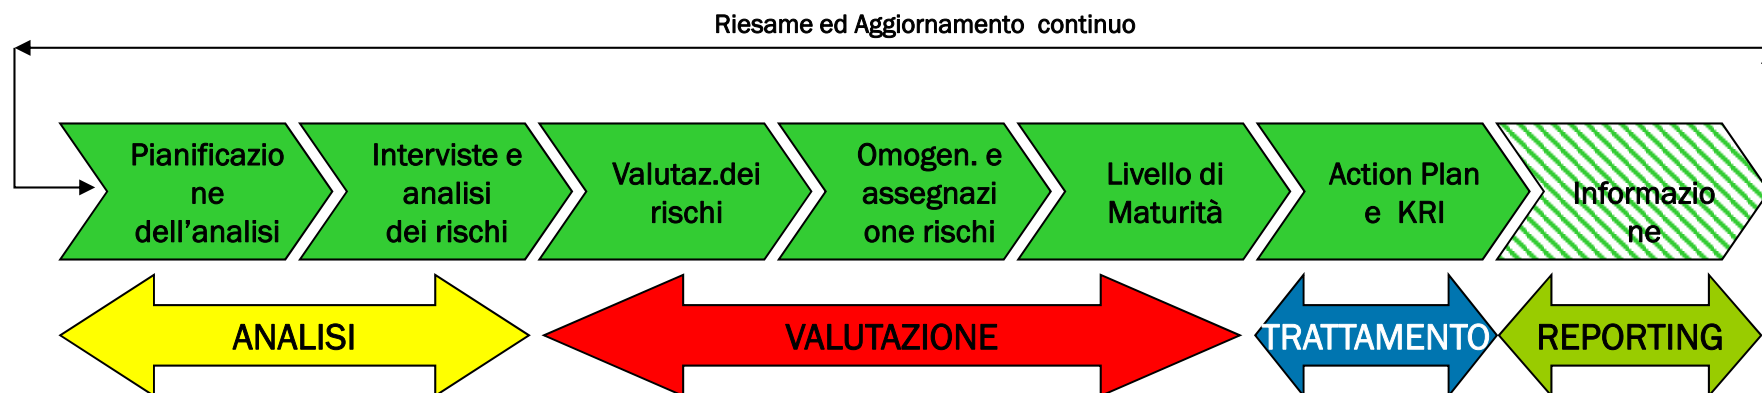 Riesame ed Aggiornamento continuo
Pianificazio
ne
dell’analisi
Interviste e
analisi
dei rischi
Valutaz.dei
rischi
Omogen. e
assegnazi
one rischi
Livello di
Maturità
Action Plan
e KRI
Informazio
ne
ANALISI
VALUTAZIONE
TRATTAMENTO
REPORTING